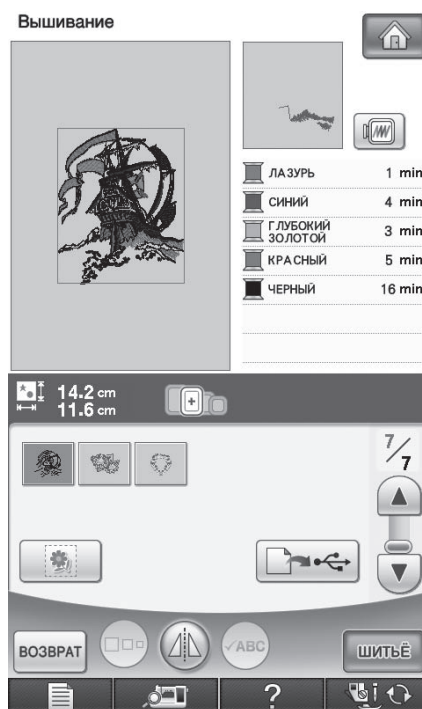 Вышивание
ЛАЗУРЬ 1 min
СИНИЙ 4 min
ГЛУБОКИЙ
ЗОЛОТОЙ 3 min
КРАСНЫЙ 5 min
ЧЕРНЫЙ 16 min
14.2 cm
11.6 cm
7/7
ВОЗВРАТ
ABC
ШИТЬЁ
?